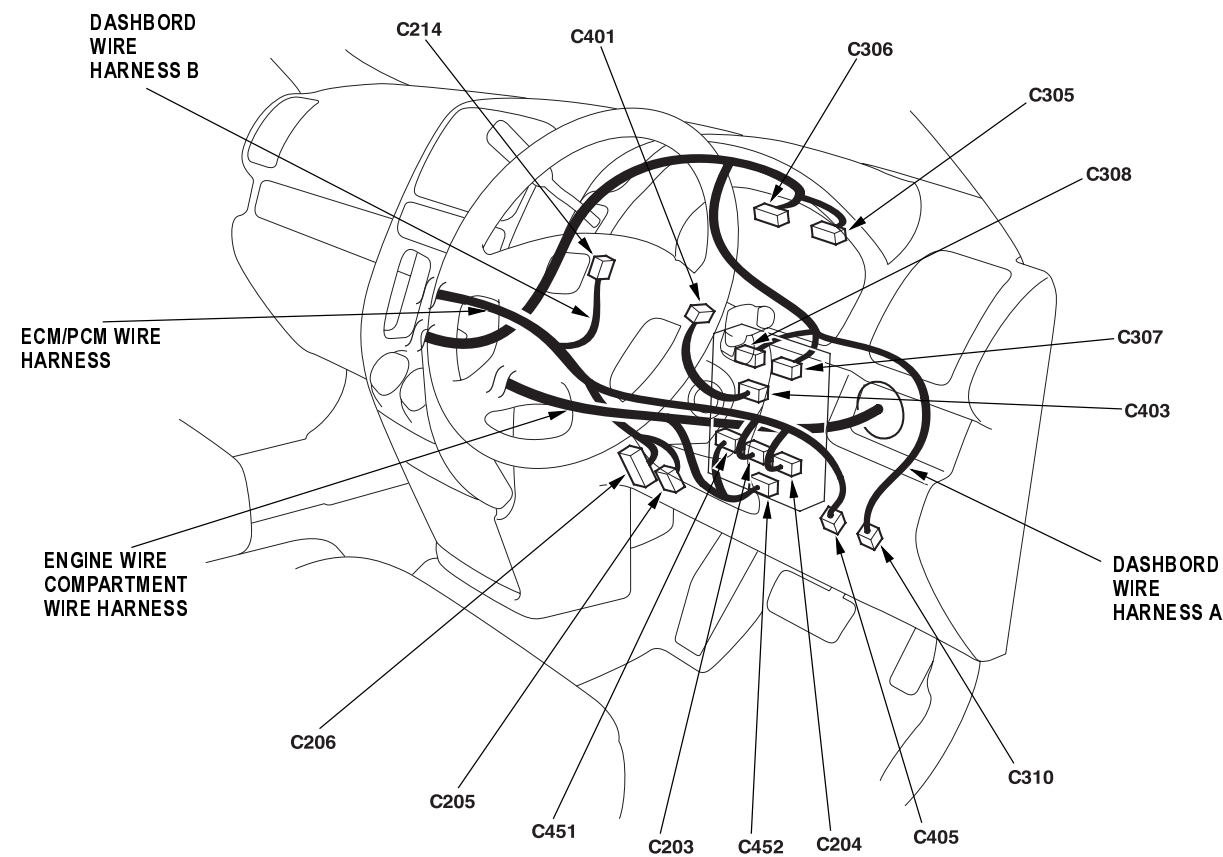 DASHBORD
WIRE
HARNESS B
C214
C401
C306
C305
C308
ECM/PCM WIRE
HARNESS
C307
C403
ENGINE WIRE
COMPARTMENT
WIRE HARNESS
DASHBORD
WIRE
HARNESS A
C206
C310
C205
C451
C203
C452
C204
C405